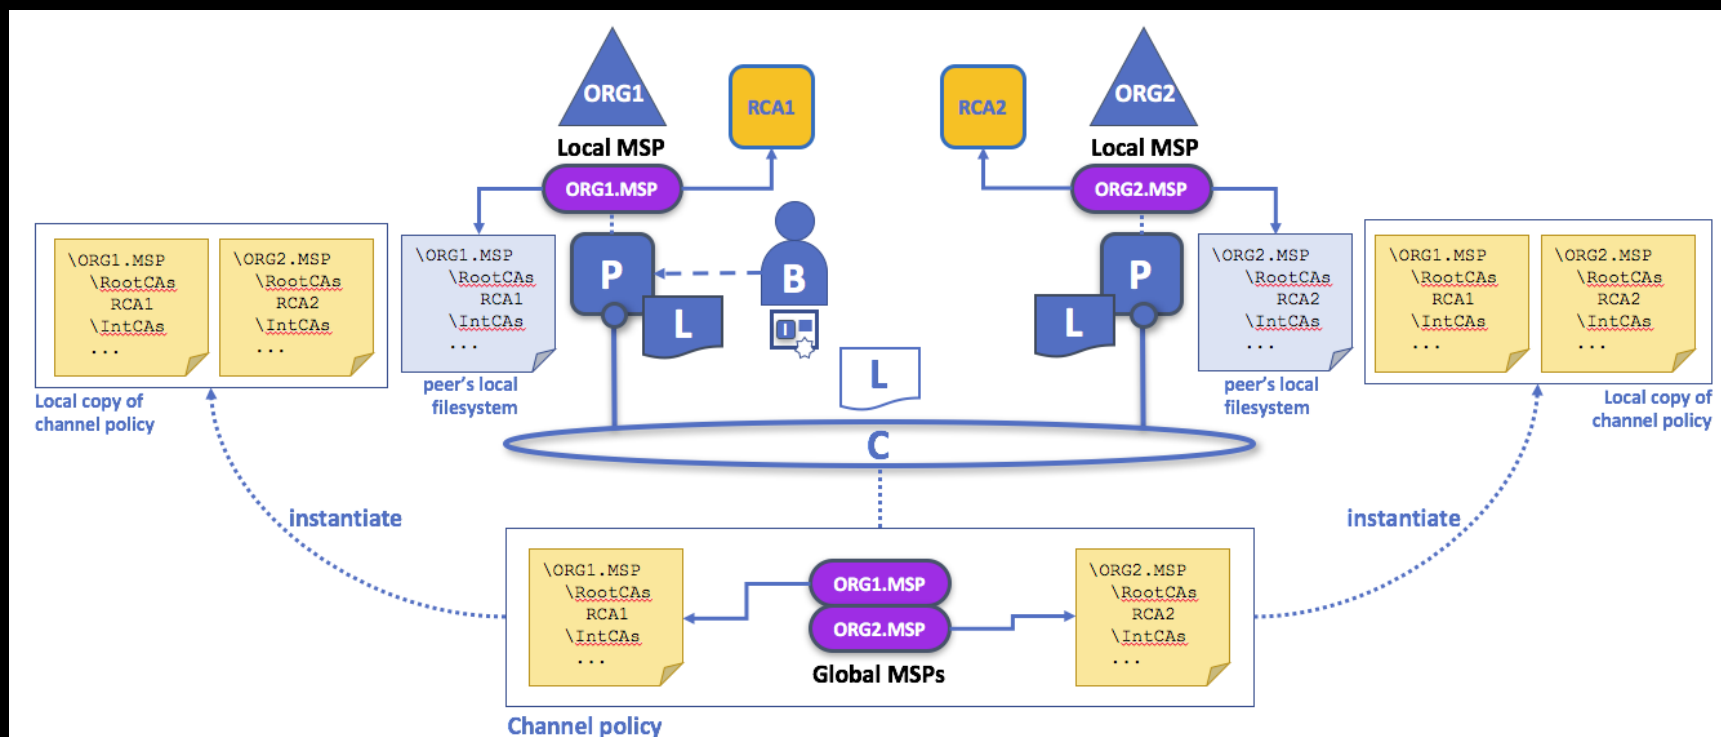 ORG1
RCA1
RCA2
ORG2
Local MSP
Local MSP
ORG1.MSP
ORG2.MSP
\ORG1.MSP
\RootCAs
RCA1
\IntCAs
...
\ORG2.MSP
\RootCAs
RCA2
\IntCAs
...
Local copy of
channel policy
\ORG1.MSP
\RootCAs
RCA1
\IntCAs
...
peer's local
filesystem
P
L
B
I
L
P
L
\ORG2.MSP
\RootCAs
RCA2
\IntCAs
...
peer's local
filesystem
\ORG1.MSP
\RootCAs
RCA1
\IntCAs
...
\ORG2.MSP
\RootCAs
RCA2
\IntCAs
...
Local copy of
channel policy
C
instantiate
instantiate
\ORG1.MSP
\RootCAs
RCA1
\IntCAs
...
ORG1.MSP
ORG2.MSP
Global MSPs
\ORG2.MSP
\RootCAs
RCA2
\IntCAs
...
Channel policy